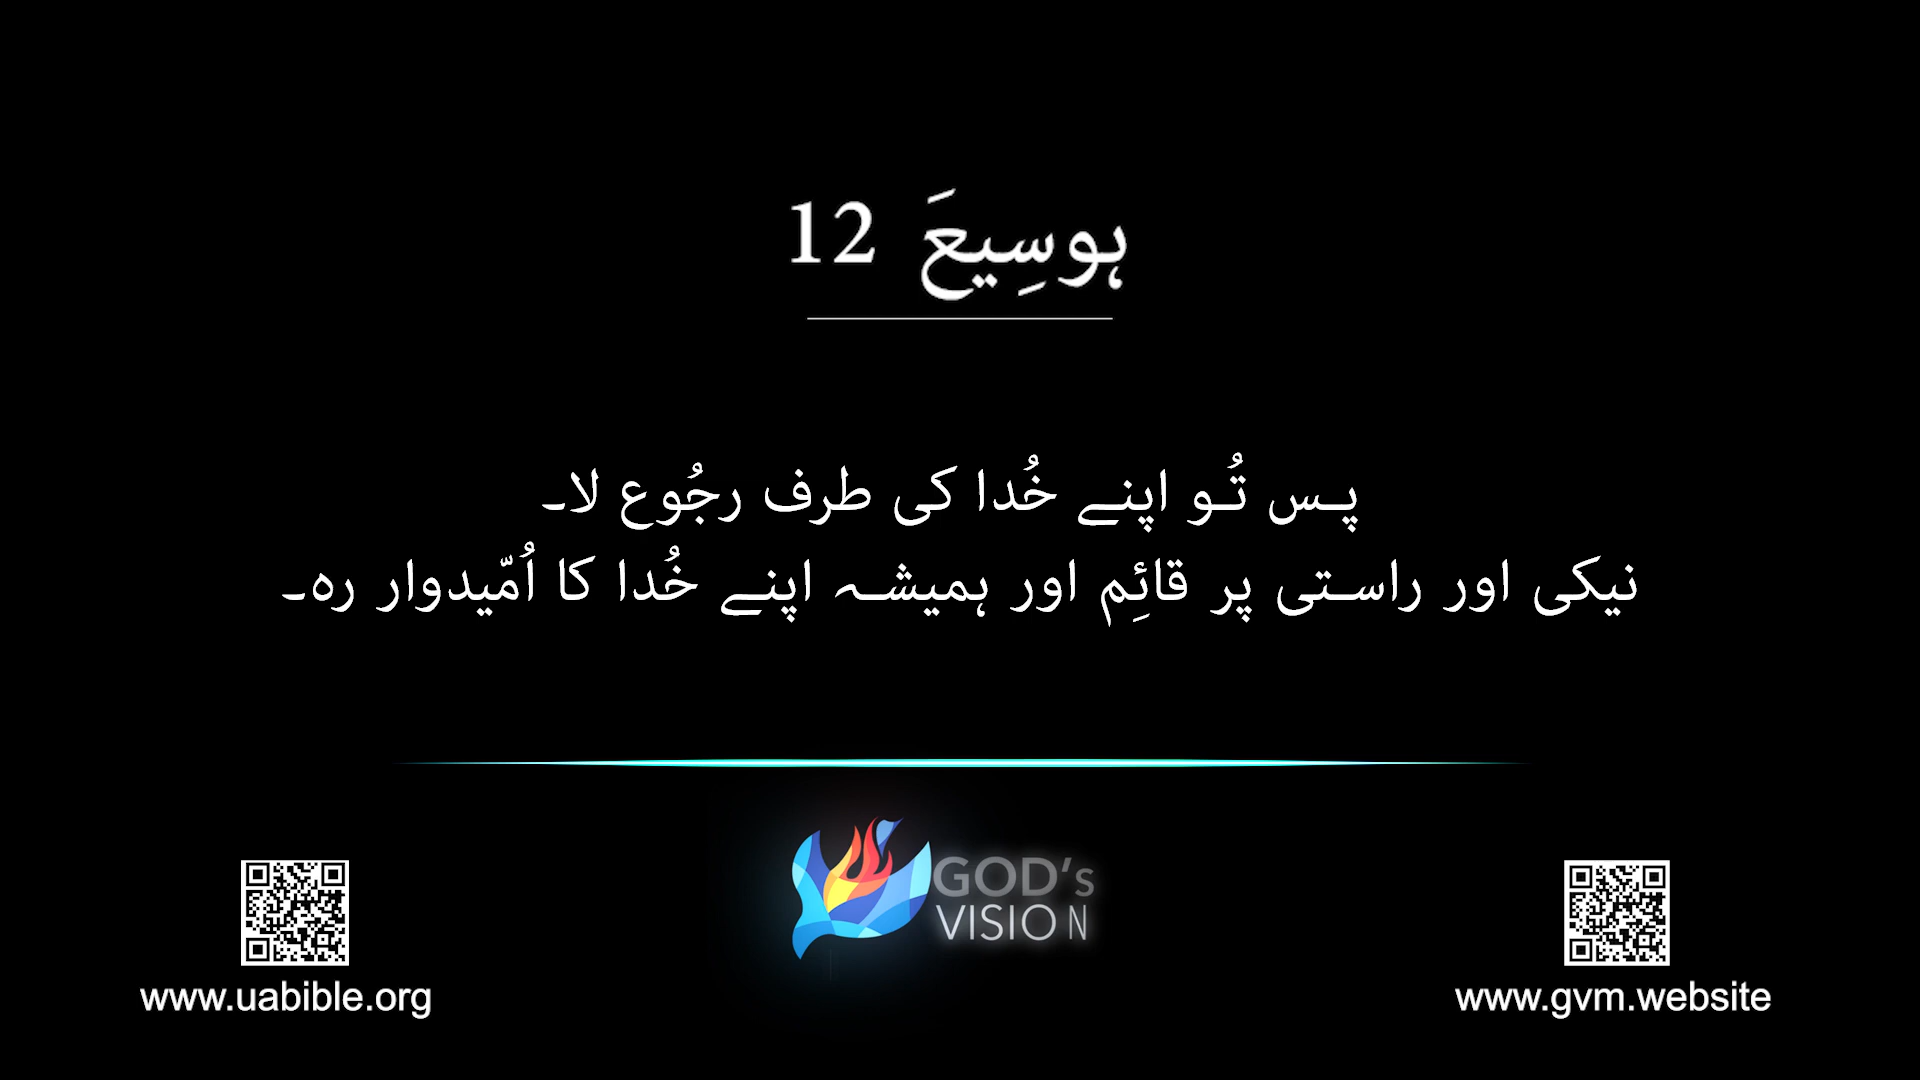 ہوسِیعَ 12
پس تُو اپنے خُدا کی طرف رجُوع لا۔
نیکی اور راستی پر قائِم اور ہمیشہ اپنے خُدا کا اُمّیدوار رہ۔
GOD's
VISION
www.uabible.org
www.gvm.website